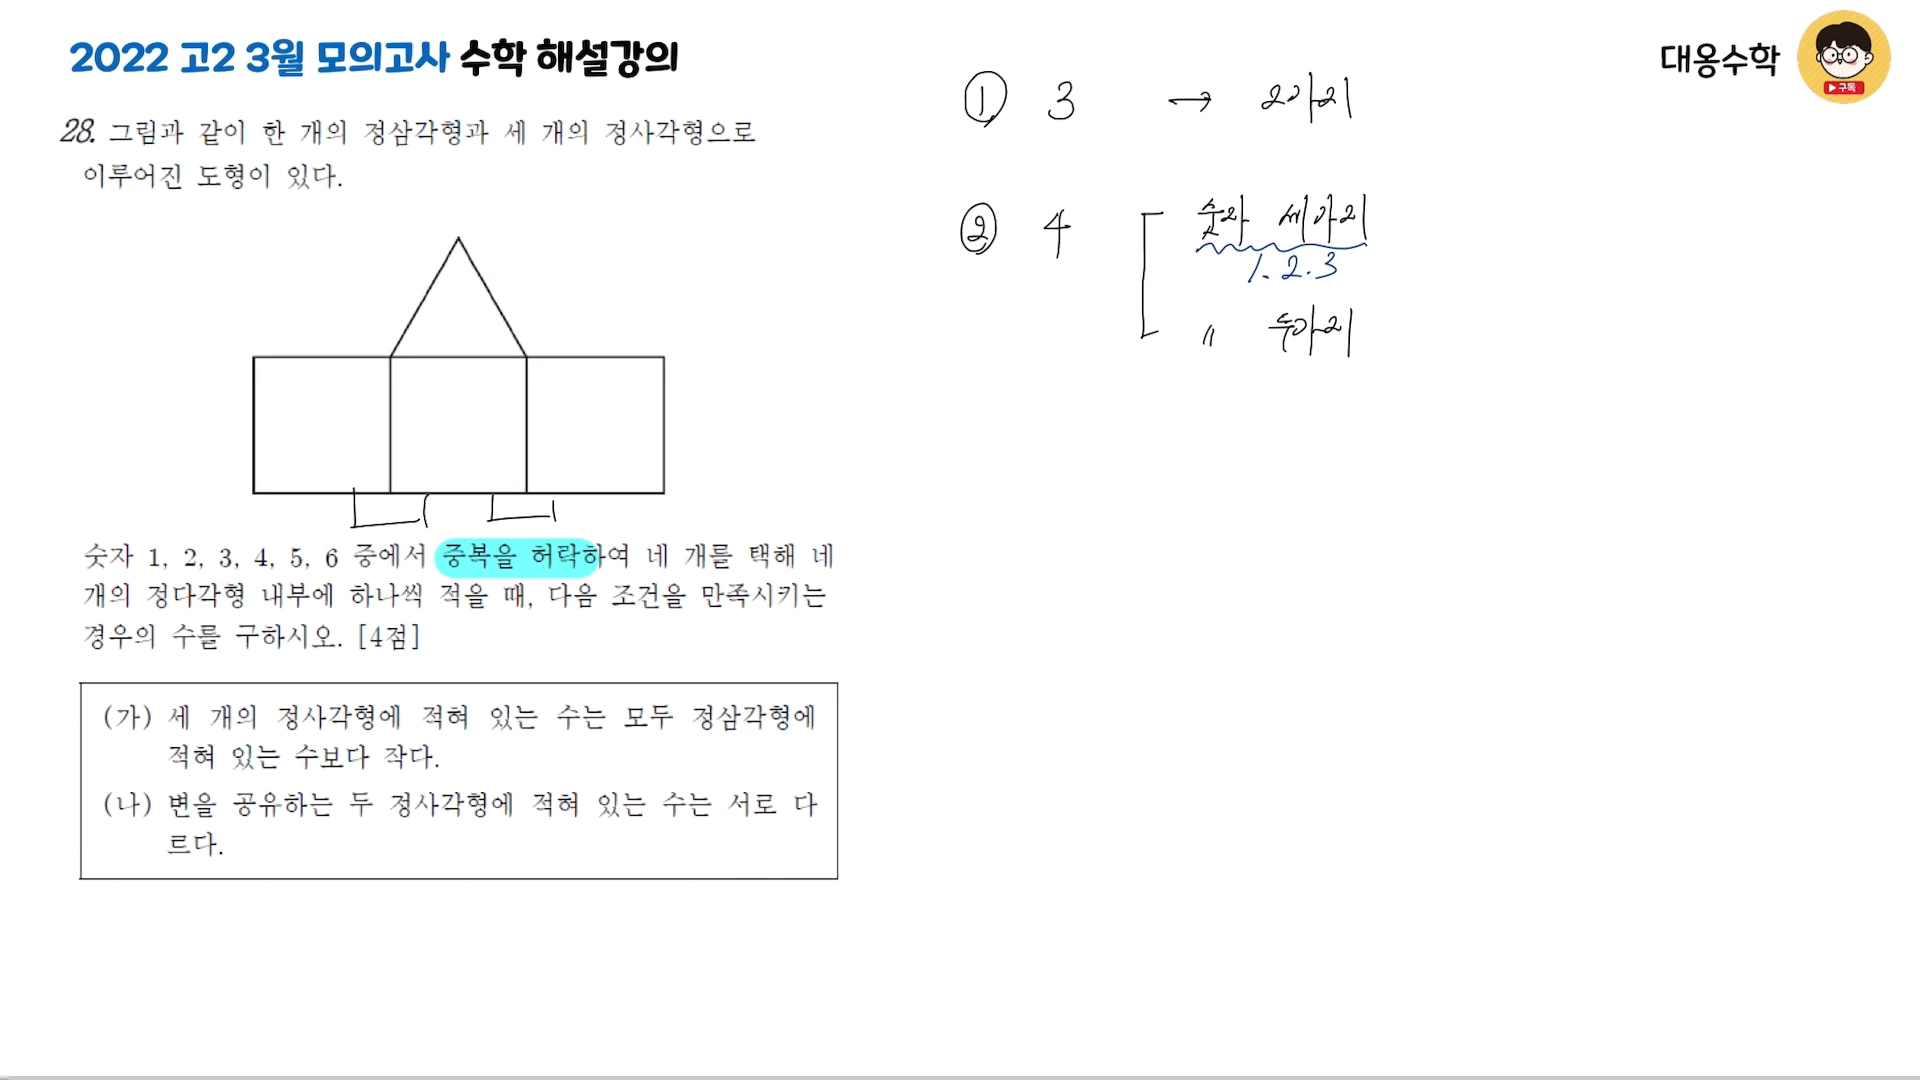 2022 고2 3월 모의고사 수학 해설강의
대옹수학
구독
28. 그림과 같이 한 개의 정삼각형과 세 개의 정사각형으로
이루어진 도형이 있다.
숫자 1, 2, 3, 4, 5, 6 중에서 중복을 허락하여 네 개를 택해 네
개의 정다각형 내부에 하나씩 적을 때, 다음 조건을 만족시키는
경우의 수를 구하시오. [4점]
(가) 세 개의 정사각형에 적혀 있는 수는 모두 정삼각형에
적혀 있는 수보다 작다.
(나) 변을 공유하는 두 정사각형에 적혀 있는 수는 서로 다
르다.
① 3 → 2가지
② 4 숫자 세가지
1. 2. 3
〃 두가지